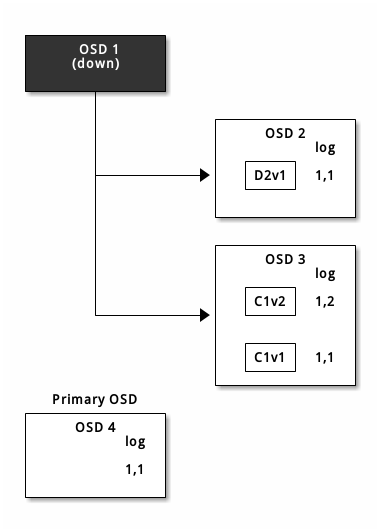 OSD 1
(down)
OSD 2
log
D2v1 1,1
OSD 3
log
C1v2 1,2
C1v1 1,1
Primary OSD
OSD 4
log
1,1